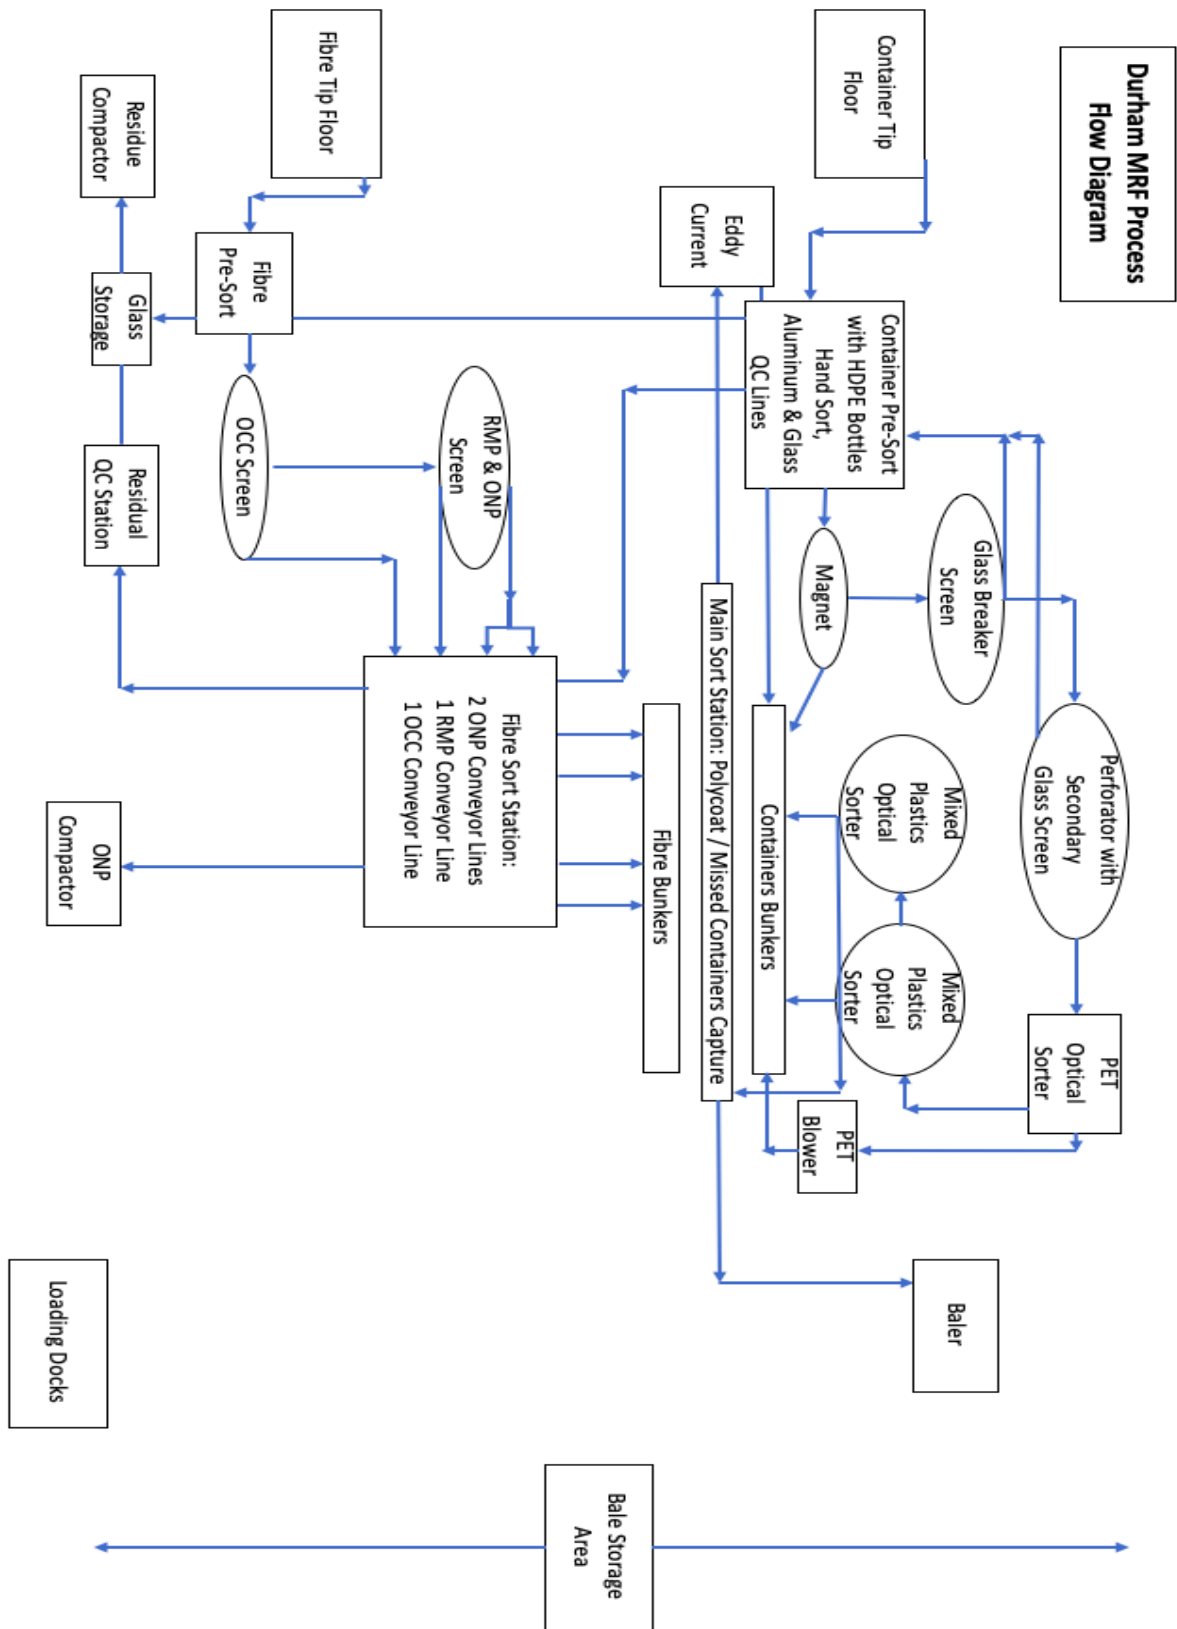 Durham MRF Process
Flow Diagram
Container Tip
Floor
Fibre Tip Floor
Residue
Compactor
Eddy
Current
Container Pre-Sort
with HDPE Bottles
Hand Sort,
Aluminum & Glass
QC Lines
Fibre
Pre-Sort
Glass
Storage
Glass Breaker
Screen
Magnet
RMP & ONP
Screen
OCC Screen
Residual
QC Station
Perforator with
Secondary
Glass Screen
Mixed
Plastics
Optical
Sorter
Mixed
Plastics
Optical
Sorter
Containers Bunkers
Main Sort Station: Polycoat / Missed Containers Capture
Fibre Bunkers
Fibre Sort Station:
2 ONP Conveyor Lines
1 RMP Conveyor Line
1 OCC Conveyor Line
ONP
Compactor
PET
Optical
Sorter
PET
Blower
Baler
Loading Docks
Bale Storage
Area